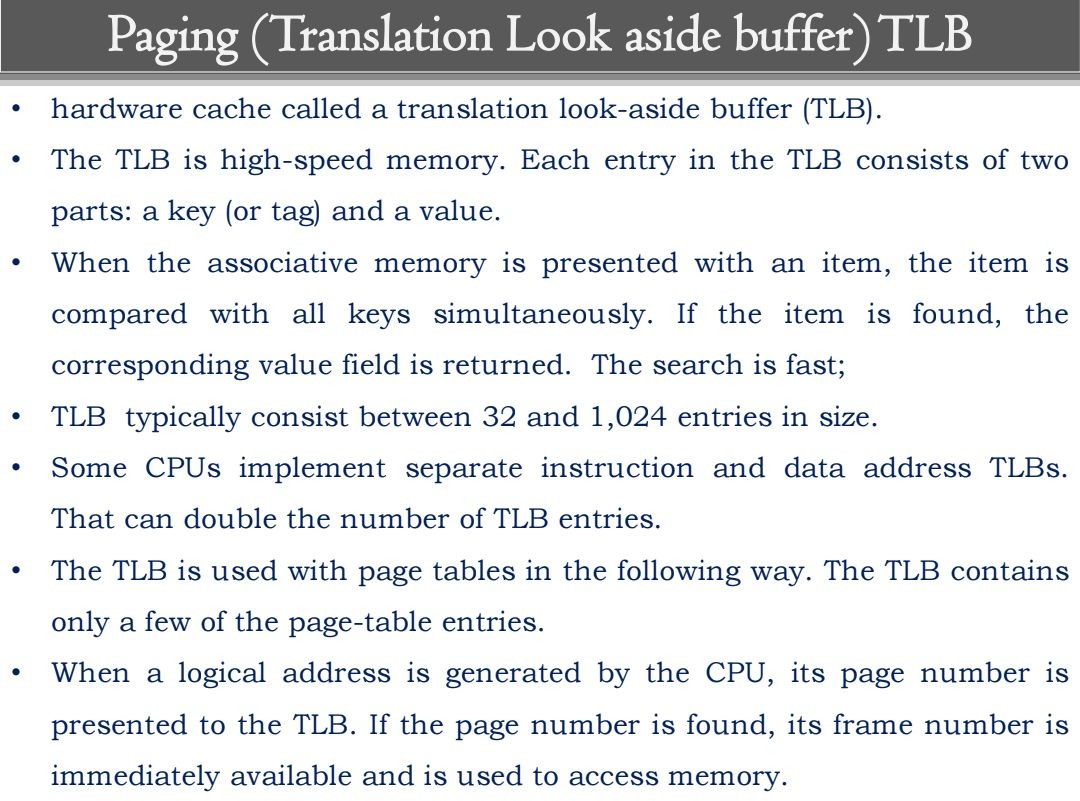 Paging (Translation Look aside buffer) TLB
• hardware cache called a translation look-aside buffer (TLB).
• The TLB is high-speed memory. Each entry in the TLB consists of two
parts: a key (or tag) and a value.
• When the associative memory is presented with an item, the item is
compared with all keys simultaneously. If the item is found, the
corresponding value field is returned.  The search is fast;
• TLB  typically consist between 32 and 1,024 entries in size.
• Some CPUs implement separate instruction and data address TLBs.
That can double the number of TLB entries.
• The TLB is used with page tables in the following way. The TLB contains
only a few of the page-table entries.
• When a logical address is generated by the CPU, its page number is
presented to the TLB. If the page number is found, its frame number is
immediately available and is used to access memory.